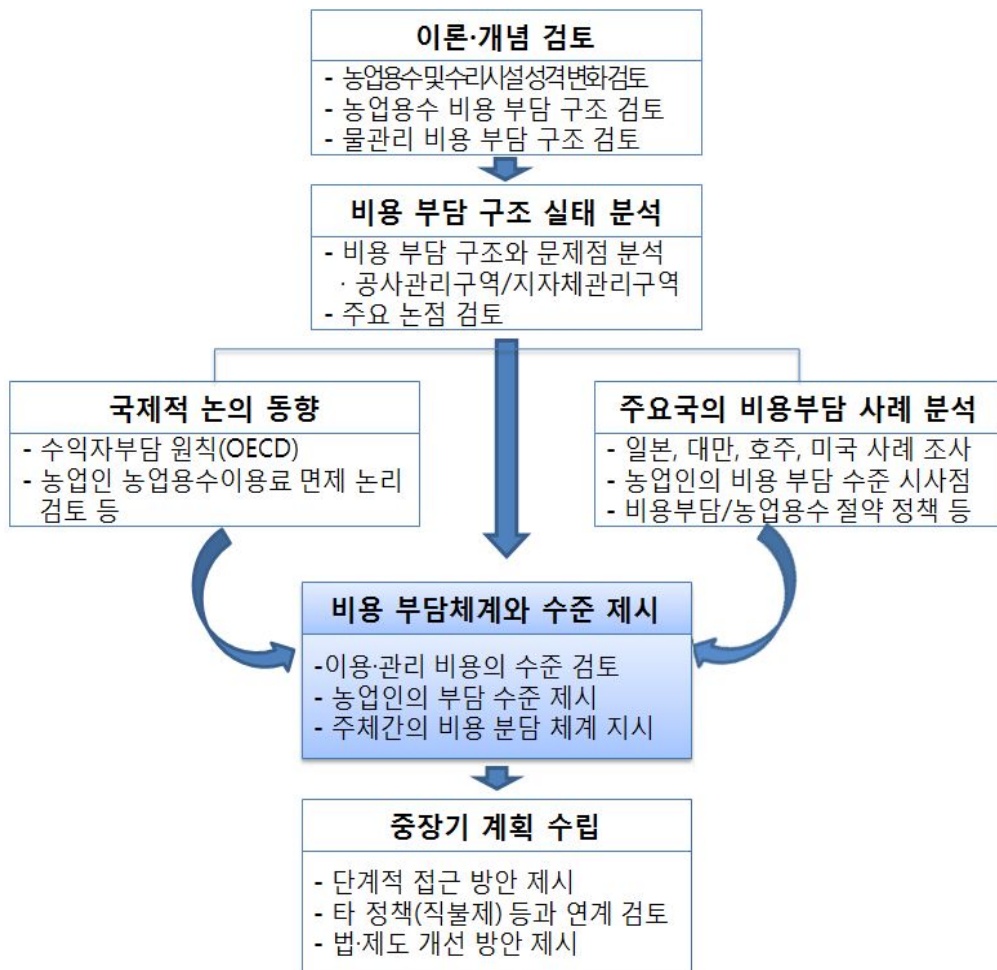 이론·개념 검토
- 농업용수및수리시설성격변화검토
- 농업용수 비용 부담 구조 검토
- 물관리 비용 부담 구조 검토
비용 부담 구조 실태 분석
- 비용 부담 구조와 문제점 분석
· 공사관리구역/지자체관리구역
- 주요 논점 검토
국제적 논의 동향
- 수익자부담 원칙(OECD)
- 농업인 농업용수이용료 면제 논리
검토 등
주요국의 비용부담 사례 분석
- 일본, 대만, 호주, 미국 사례 조사
- 농업인의 비용 부담 수준 시사점
- 비용부담/농업용수 절약 정책 등
비용 부담체계와 수준 제시
-이용·관리 비용의 수준 검토
- 농업인의 부담 수준 제시
- 주체간의 비용 분담 체계 지시
중장기 계획 수립
- 단계적 접근 방안 제시
- 타 정책(직불제) 등과 연계 검토
- 법·제도 개선 방안 제시